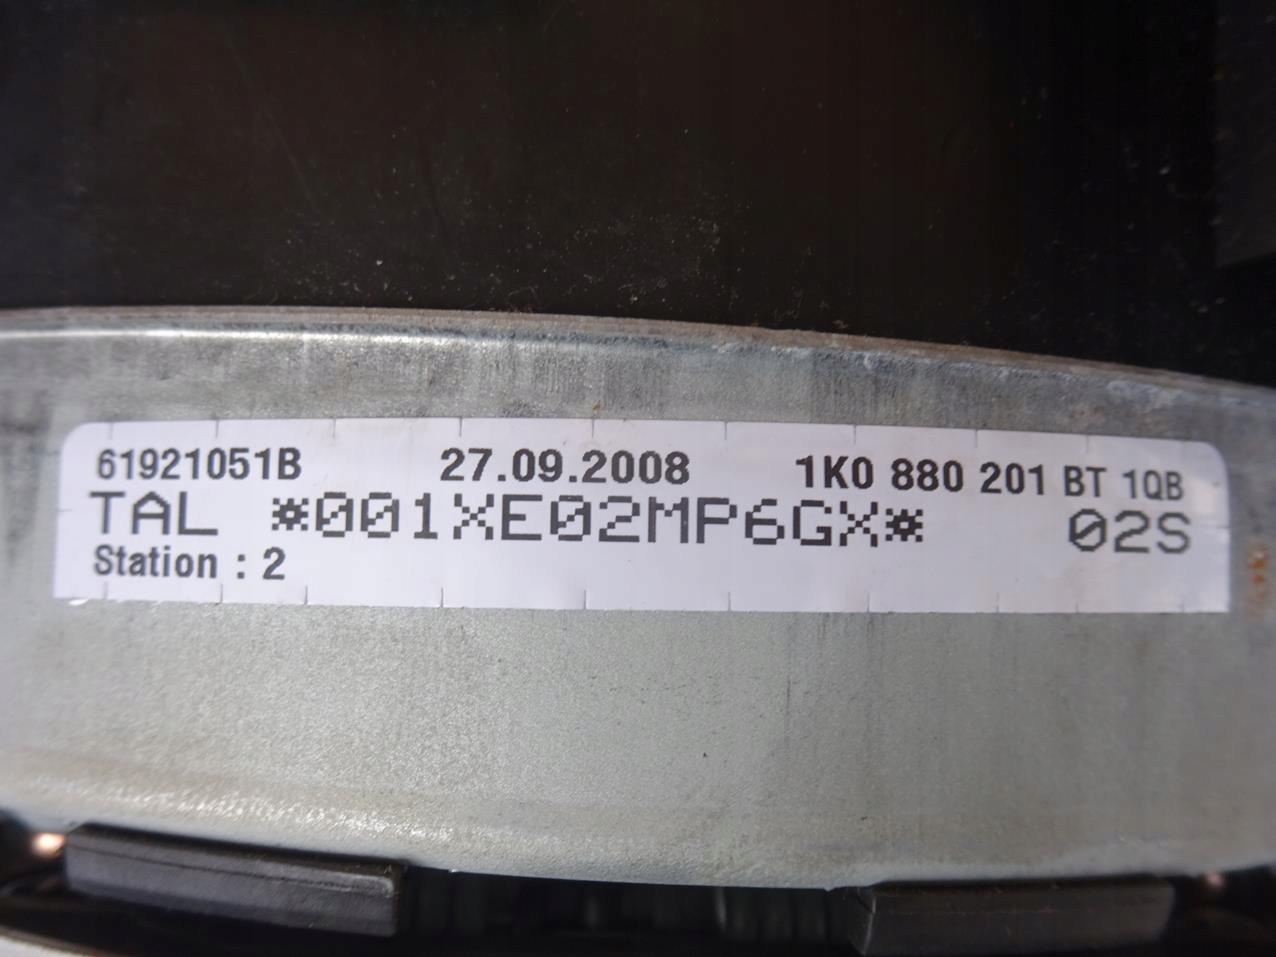 61921051B 27.09.2008 1K0 880 201 BT 1QB
TAL *001XE02MP6GX* 02S
Station : 2